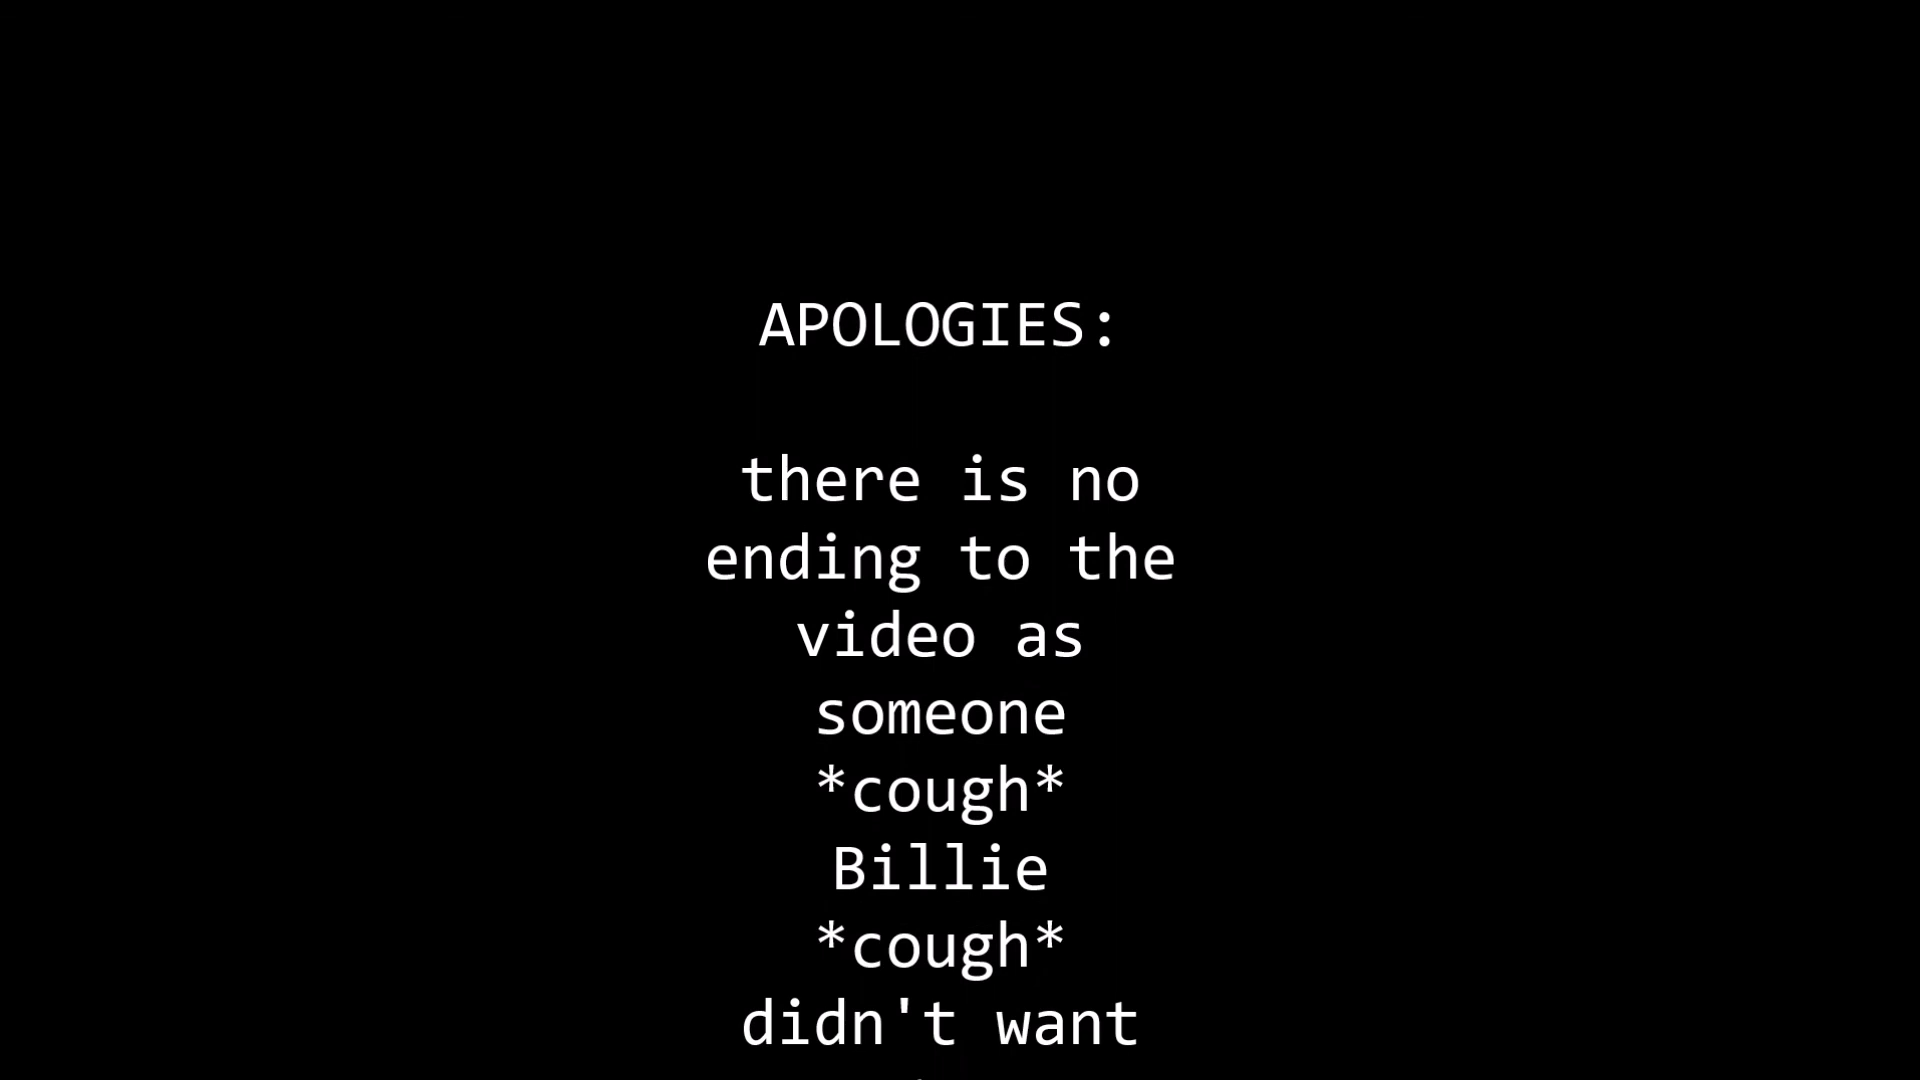 APOLOGIES:
there is no
ending to the
video as
someone
*cough*
Billie
*cough*
didn't want